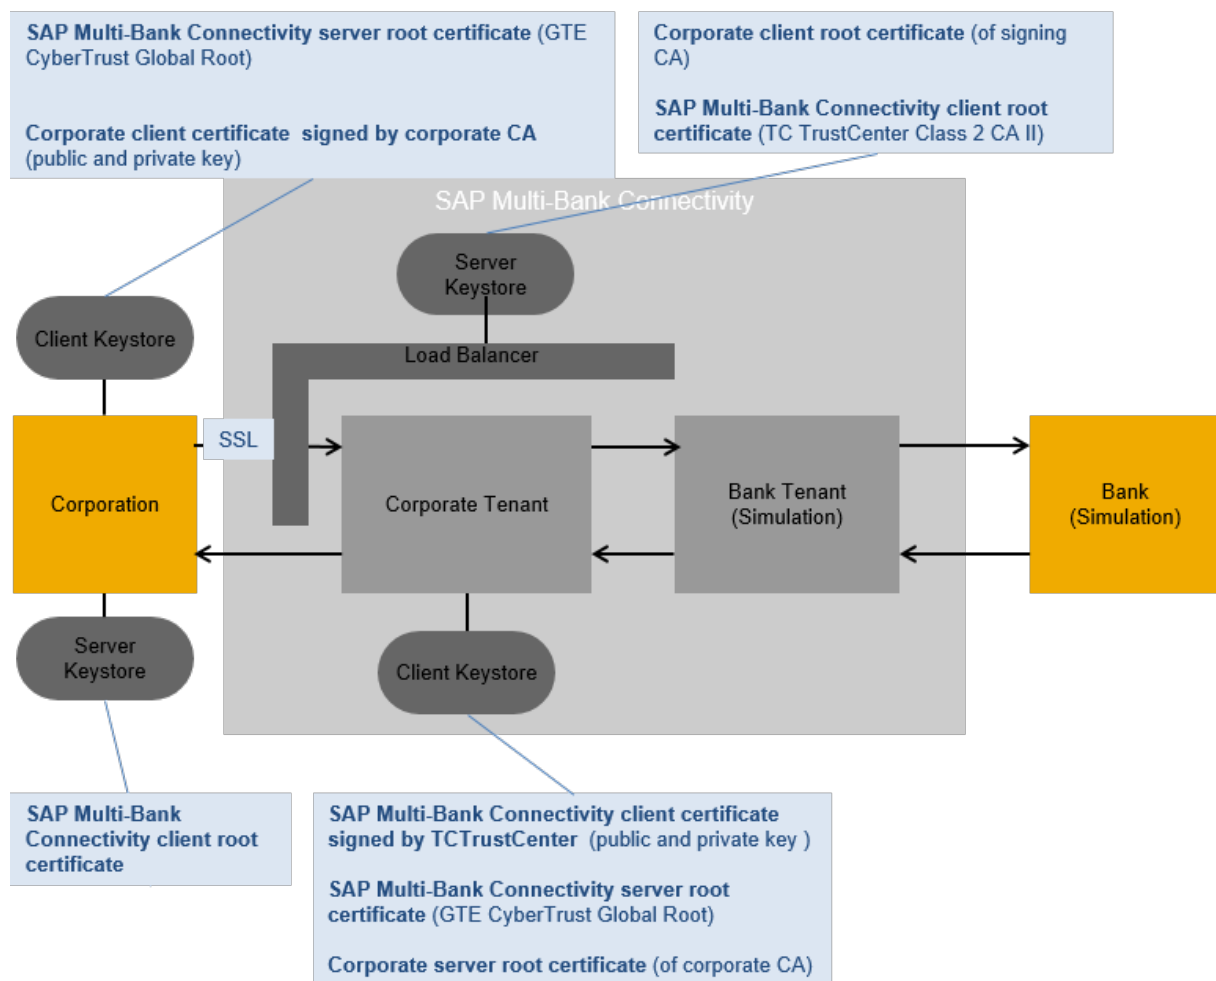 SAP Multi-Bank Connectivity server root certificate (GTE
CyberTrust Global Root)
Corporate client certificate signed by corporate CA
(public and private key)
Corporate client root certificate (of signing
CA)
SAP Multi-Bank Connectivity client root
certificate (TC TrustCenter Class 2 CA II)
SAP Multi-Bank Connectivity
Server
Keystore
Client Keystore
Load Balancer
SSL
Corporation
Corporate Tenant
Bank Tenant
(Simulation)
Bank
(Simulation)
Server
Keystore
Client Keystore
SAP Multi-Bank
Connectivity client root
certificate
SAP Multi-Bank Connectivity client certificate
signed by TCTrustCenter (public and private key )
SAP Multi-Bank Connectivity server root
certificate (GTE CyberTrust Global Root)
Corporate server root certificate (of corporate CA)